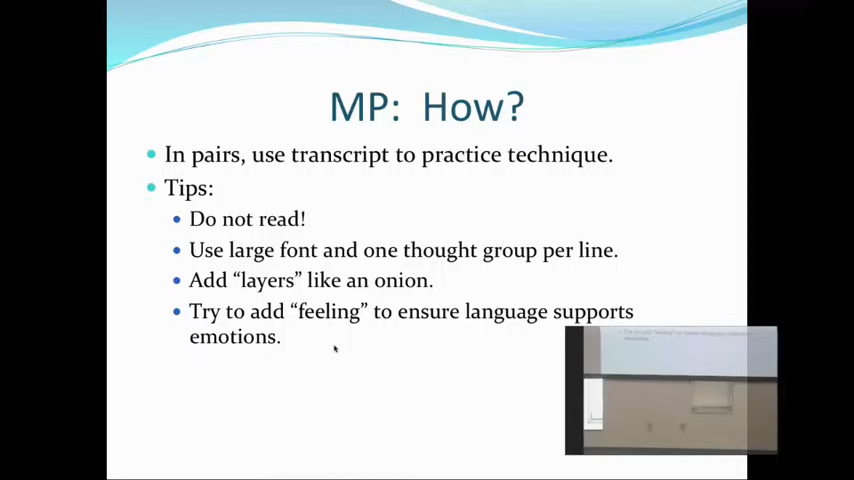 MP: How?
In pairs, use transcript to practice technique.
Tips:
Do not read!
Use large font and one thought group per line.
Add “layers” like an onion.
Try to add “feeling” to ensure language supports
emotions.